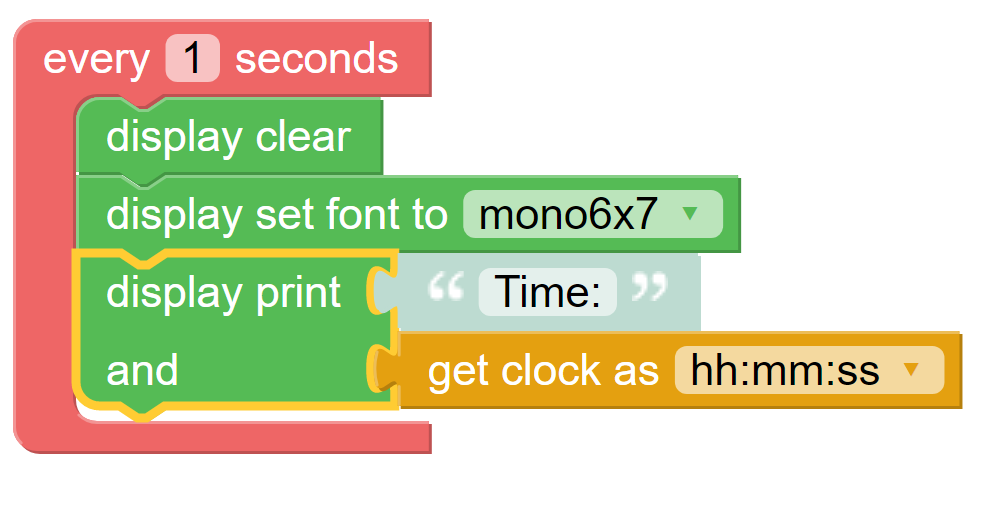 every 1 seconds
display clear
display set font to mono6x7
display print “ Time: ”
and get clock as hh:mm:ss